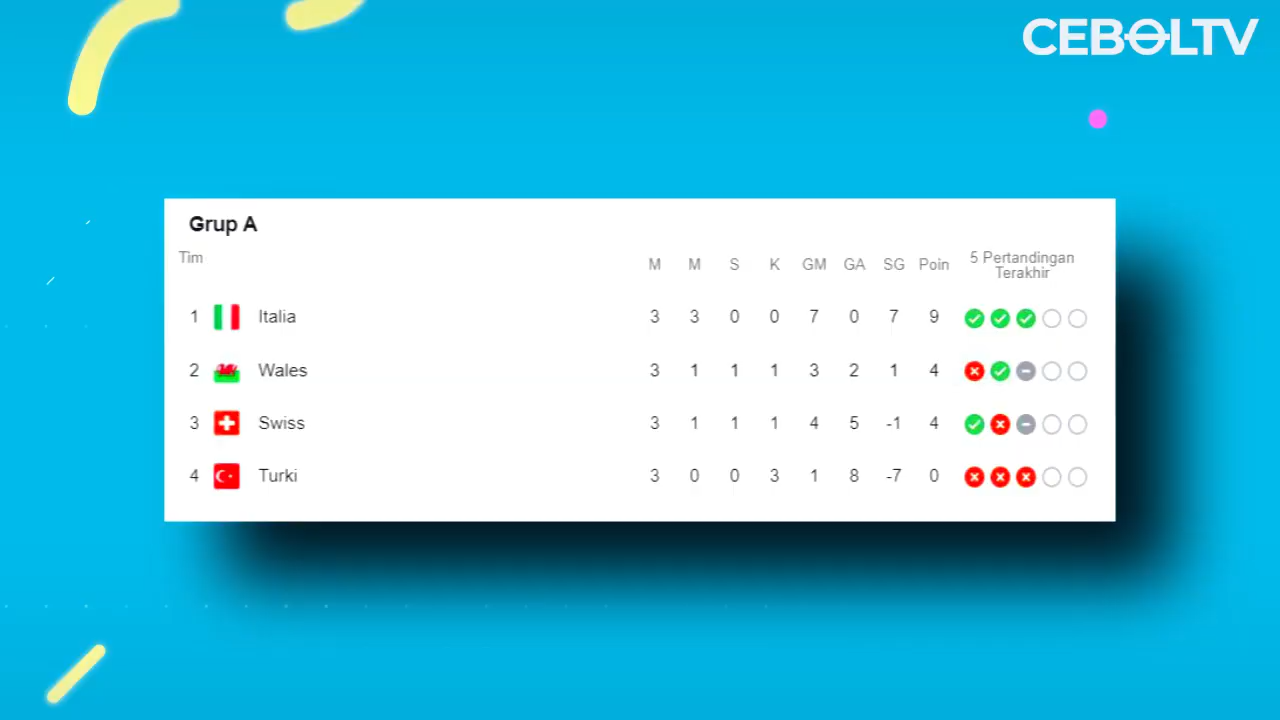 CEBOLTV
Grup A
Tim M M S K GM GA SG Poin 5 Pertandingan
Terakhir
1 Italia 3 3 0 0 7 0 7 9
2 Wales 3 1 1 1 3 2 1 4
3 Swiss 3 1 1 1 4 5 -1 4
4 Turki 3 0 0 3 1 8 -7 0